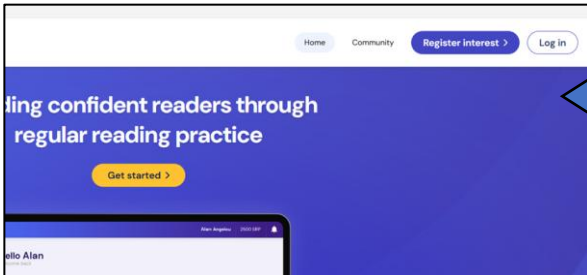 Home Community Register interest > Log in
ding confident readers through
regular reading practice
Get started >
Alan Angelou
ello Alan